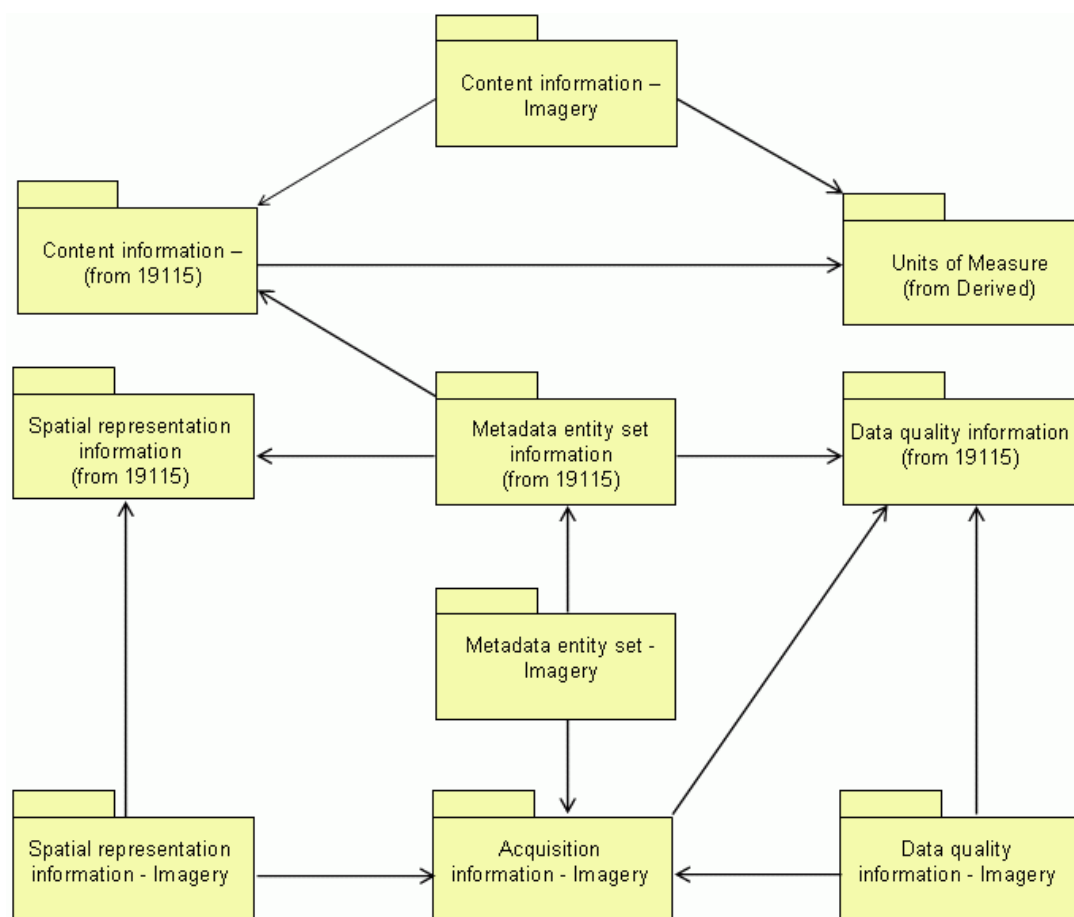 Content information –
Imagery
Content information –
(from 19115)
Units of Measure
(from Derived)
Spatial representation
information
(from 19115)
Metadata entity set
information
(from 19115)
Data quality information
(from 19115)
Metadata entity set -
Imagery
Spatial representation
information - Imagery
Acquisition
information - Imagery
Data quality
information - Imagery